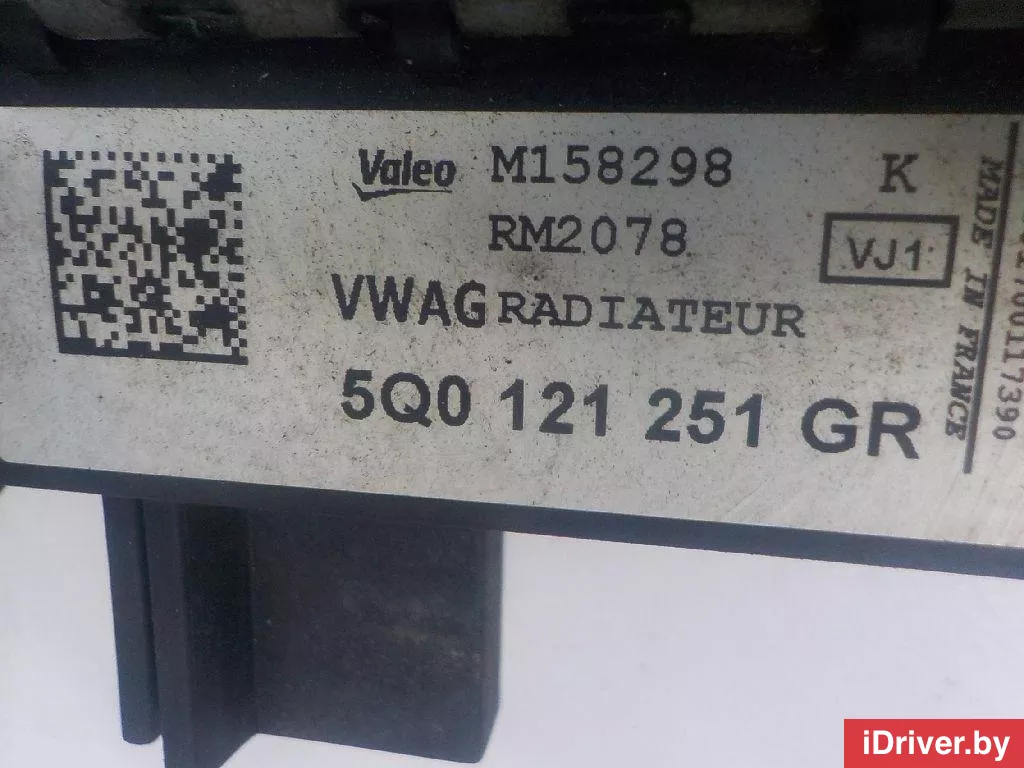 Valeo M158298 K
RM2078
VJ1
VWAG RADIATEUR
5Q0 121 251 GR
MADE IN FRANCE
iDriver.by